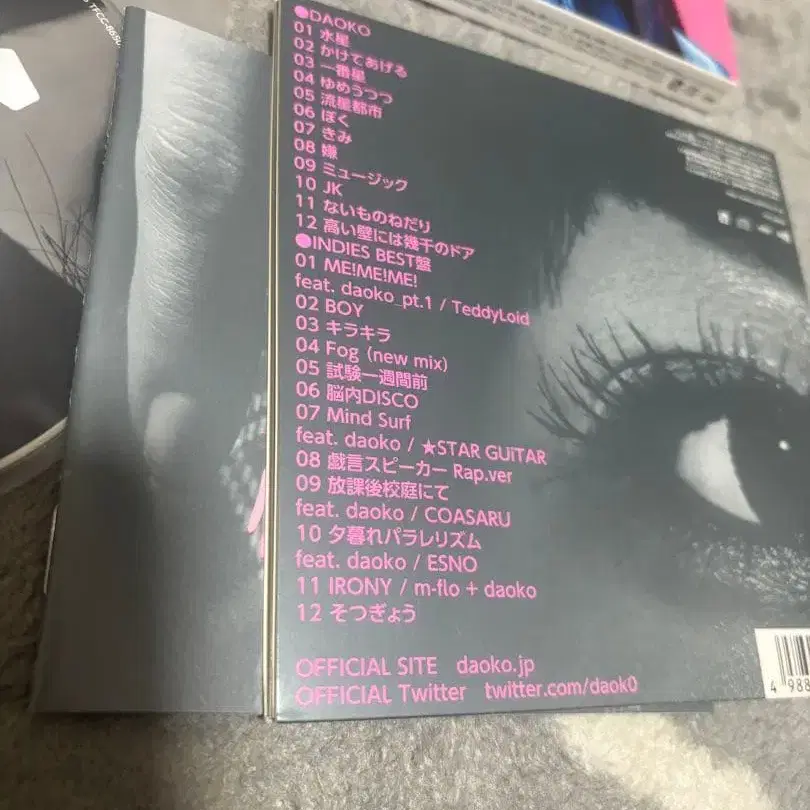 TFCC-8650
●DAOKO
01 水星
02 かけてあげる
03 一番星
04 ゆめうつつ
05 流星都市
06 ぼく
07 きみ
08 嫌
09 ミュージック
10 JK
11 ないものねだり
12 高い壁には幾千のドア
●INDIES BEST盤
01 ME!ME!ME!
feat. daoko_pt.1 / TeddyLoid
02 BOY
03 キラキラ
04 Fog (new mix)
05 試験一週間前
06 脳内DISCO
07 Mind Surf
feat. daoko / ★STAR GUiTAR
08 戯言スピーカー Rap.ver
09 放課後校庭にて
feat. daoko / COASARU
10 夕暮れパラレリズム
feat. daoko / ESNO
11 IRONY / m-flo + daoko
12 そつぎょう
OFFICIAL SITE daoko.jp
OFFICIAL Twitter twitter.com/daok0
4 988